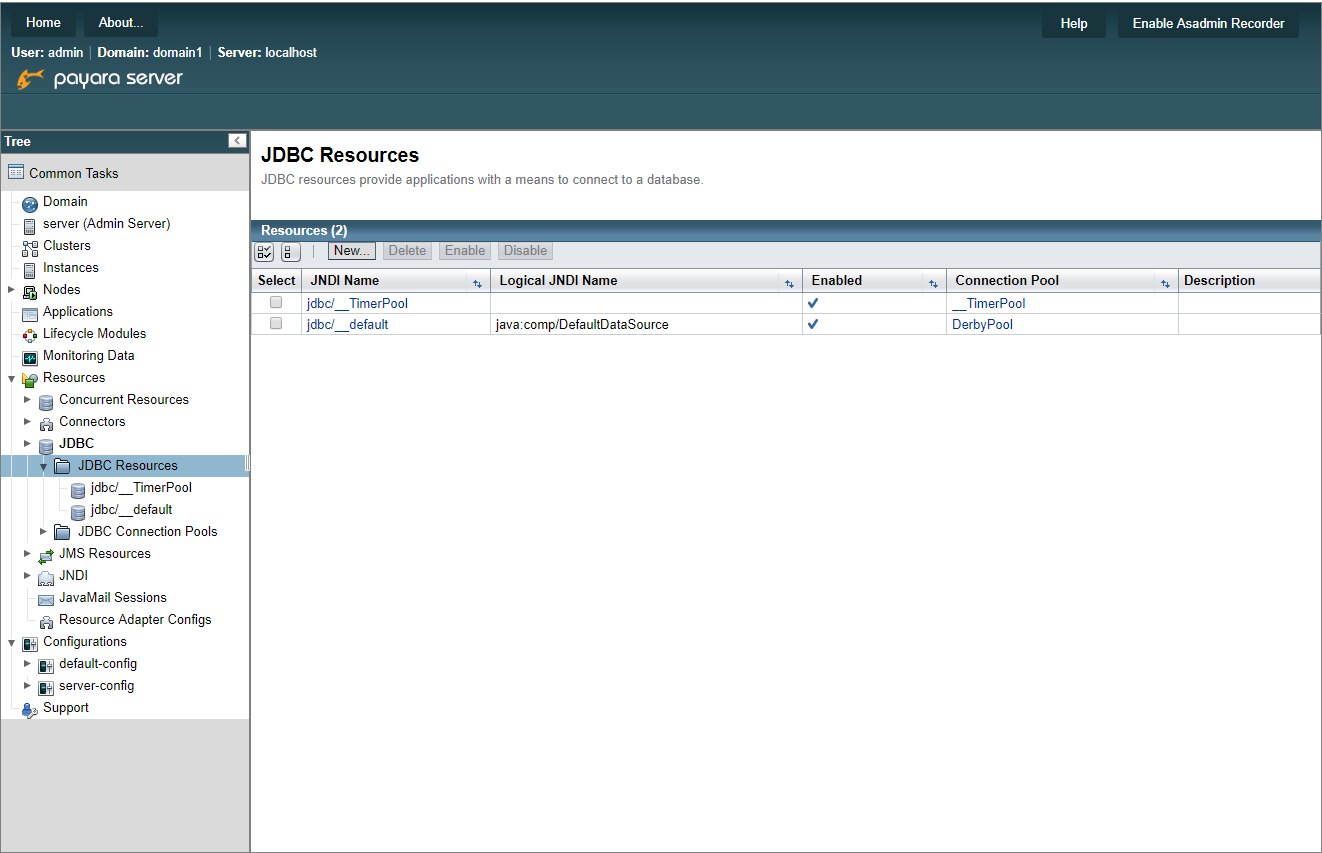 Home About... Help Enable Asadmin Recorder
User: admin | Domain: domain1 | Server: localhost
payara server
Tree
Common Tasks
Domain
server (Admin Server)
Clusters
Instances
Nodes
Applications
Lifecycle Modules
Monitoring Data
Resources
Concurrent Resources
Connectors
JDBC
JDBC Resources
jdbc/__TimerPool
jdbc/__default
JDBC Connection Pools
JMS Resources
JNDI
JavaMail Sessions
Resource Adapter Configs
Configurations
default-config
server-config
Support
JDBC Resources
JDBC resources provide applications with a means to connect to a database.
Resources (2)
New... Delete Enable Disable
Select JNDI Name Logical JNDI Name Enabled Connection Pool Description
jdbc/__TimerPool __TimerPool
jdbc/__default java:comp/DefaultDataSource DerbyPool